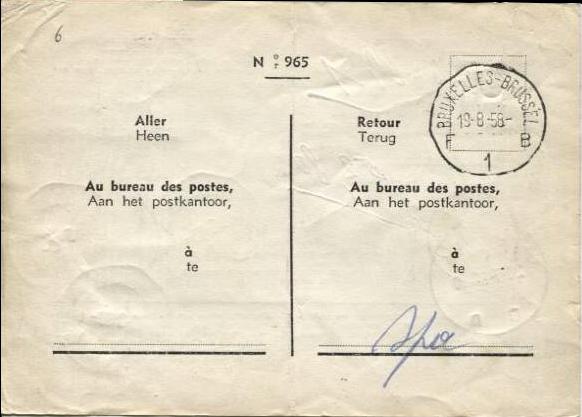 6
N o/r 965
BRUXELLES-BRUSSEL
19-8-58-
F B
1
Aller
Heen
Au bureau des postes,
Aan het postkantoor,
à
te
Retour
Terug
Au bureau des postes,
Aan het postkantoor,
à
te
Spa